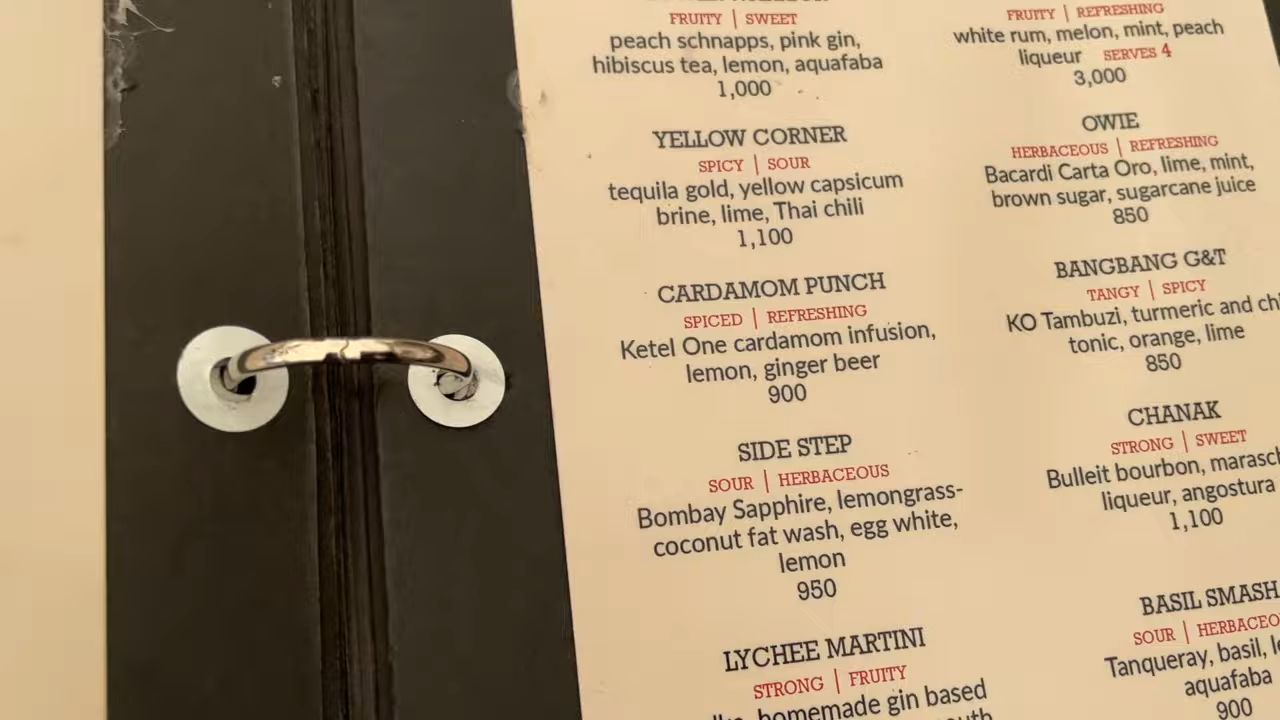 FRUITY | SWEET
peach schnapps, pink gin,
hibiscus tea, lemon, aquafaba
1,000
YELLOW CORNER
SPICY | SOUR
tequila gold, yellow capsicum
brine, lime, Thai chili
1,100
CARDAMOM PUNCH
SPICED | REFRESHING
Ketel One cardamom infusion,
lemon, ginger beer
900
SIDE STEP
SOUR | HERBACEOUS
Bombay Sapphire, lemongrass-
coconut fat wash, egg white,
lemon
950
LYCHEE MARTINI
STRONG | FRUITY
homemade gin based
FRUITY | REFRESHING
white rum, melon, mint, peach
liqueur SERVES 4
3,000
OWIE
HERBACEOUS | REFRESHING
Bacardi Carta Oro, lime, mint,
brown sugar, sugarcane juice
850
BANGBANG G&T
TANGY | SPICY
KO Tambuzi, turmeric and
tonic, orange, lime
850
CHANAK
STRONG | SWEET
Bulleit bourbon,
liqueur, angostura
1,100
BASIL SMASH
SOUR |
Tanqueray, basil,
aquafaba
900